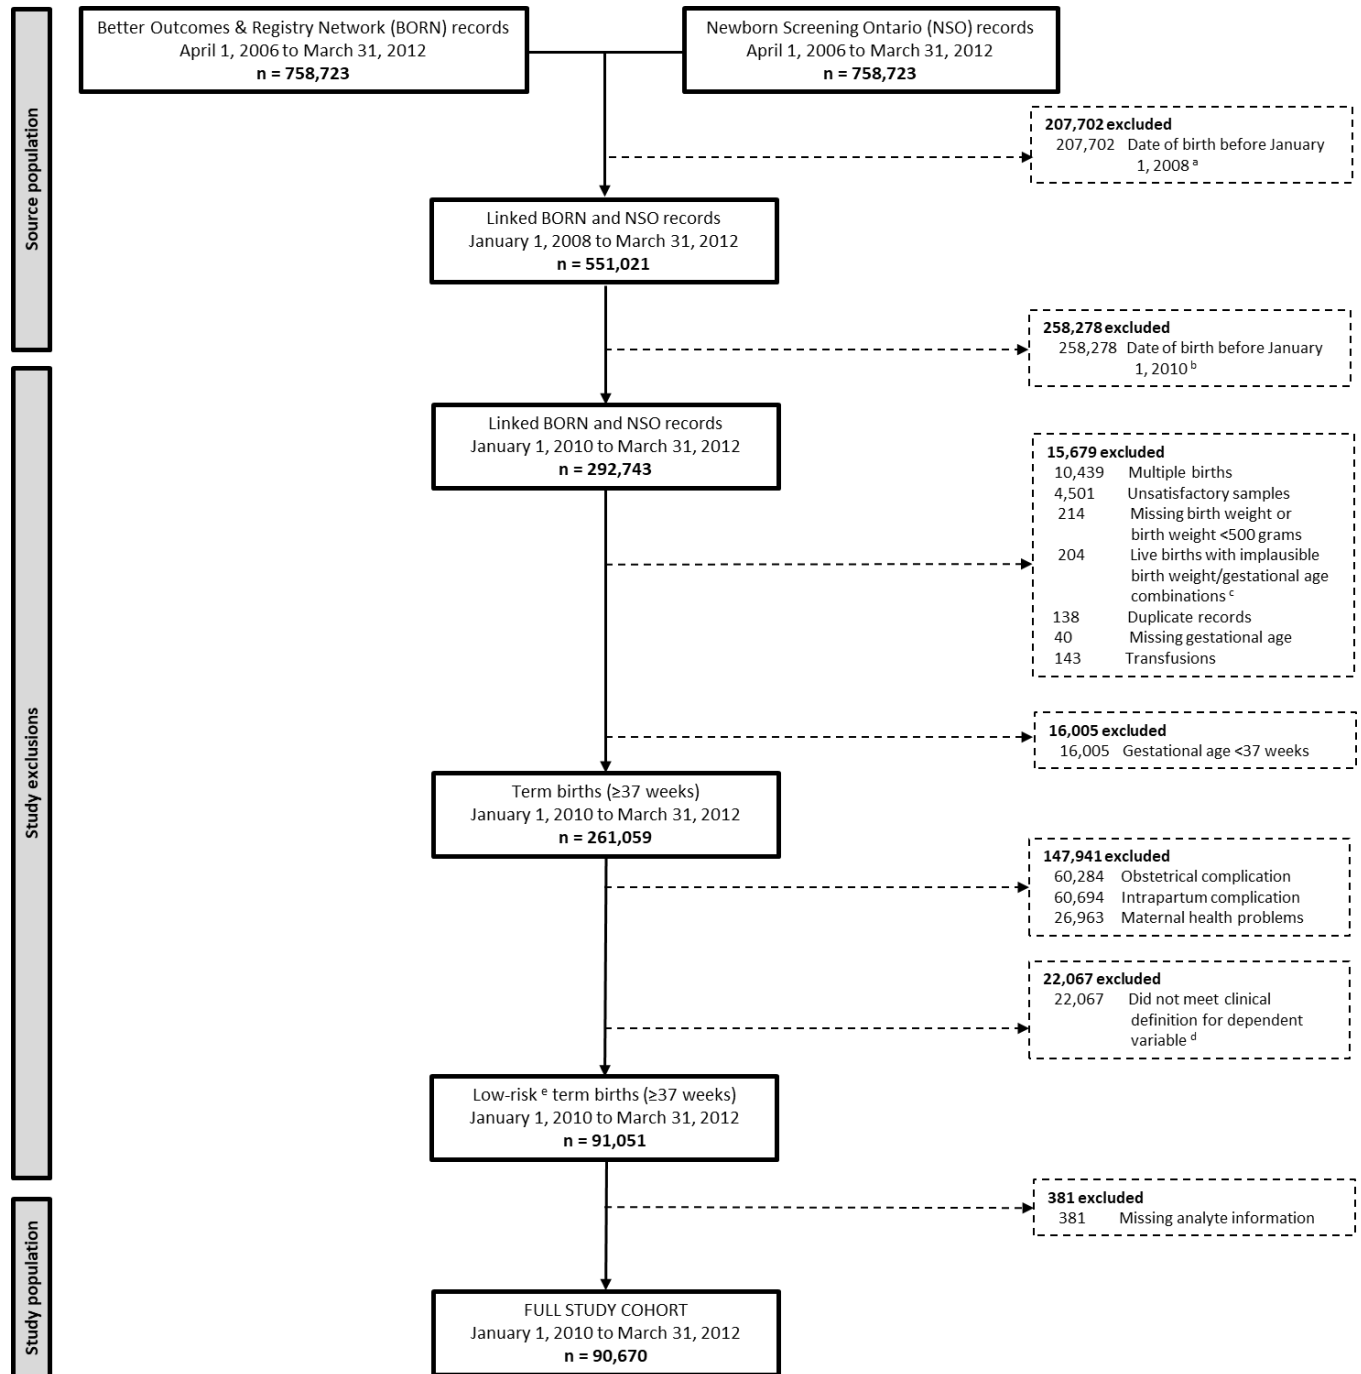 Better Outcomes & Registry Network (BORN) records
April 1, 2006 to March 31, 2012
n = 758,723
Newborn Screening Ontario (NSO) records
April 1, 2006 to March 31, 2012
n = 758,723
Source population
207,702 excluded
207,702 Date of birth before January
1, 2008 a
Linked BORN and NSO records
January 1, 2008 to March 31, 2012
n = 551,021
258,278 excluded
258,278 Date of birth before January
1, 2010 b
Study exclusions
Linked BORN and NSO records
January 1, 2010 to March 31, 2012
n = 292,743
15,679 excluded
10,439 Multiple births
4,501 Unsatisfactory samples
214 Missing birth weight or
birth weight <500 grams
204 Live births with implausible
birth weight/gestational age
combinations c
138 Duplicate records
40 Missing gestational age
143 Transfusions
16,005 excluded
16,005 Gestational age <37 weeks
Term births (≥37 weeks)
January 1, 2010 to March 31, 2012
n = 261,059
147,941 excluded
60,284 Obstetrical complication
60,694 Intrapartum complication
26,963 Maternal health problems
22,067 excluded
22,067 Did not meet clinical
definition for dependent
variable d
Low-risk e term births (≥37 weeks)
January 1, 2010 to March 31, 2012
n = 91,051
Study population
381 excluded
381 Missing analyte information
FULL STUDY COHORT
January 1, 2010 to March 31, 2012
n = 90,670